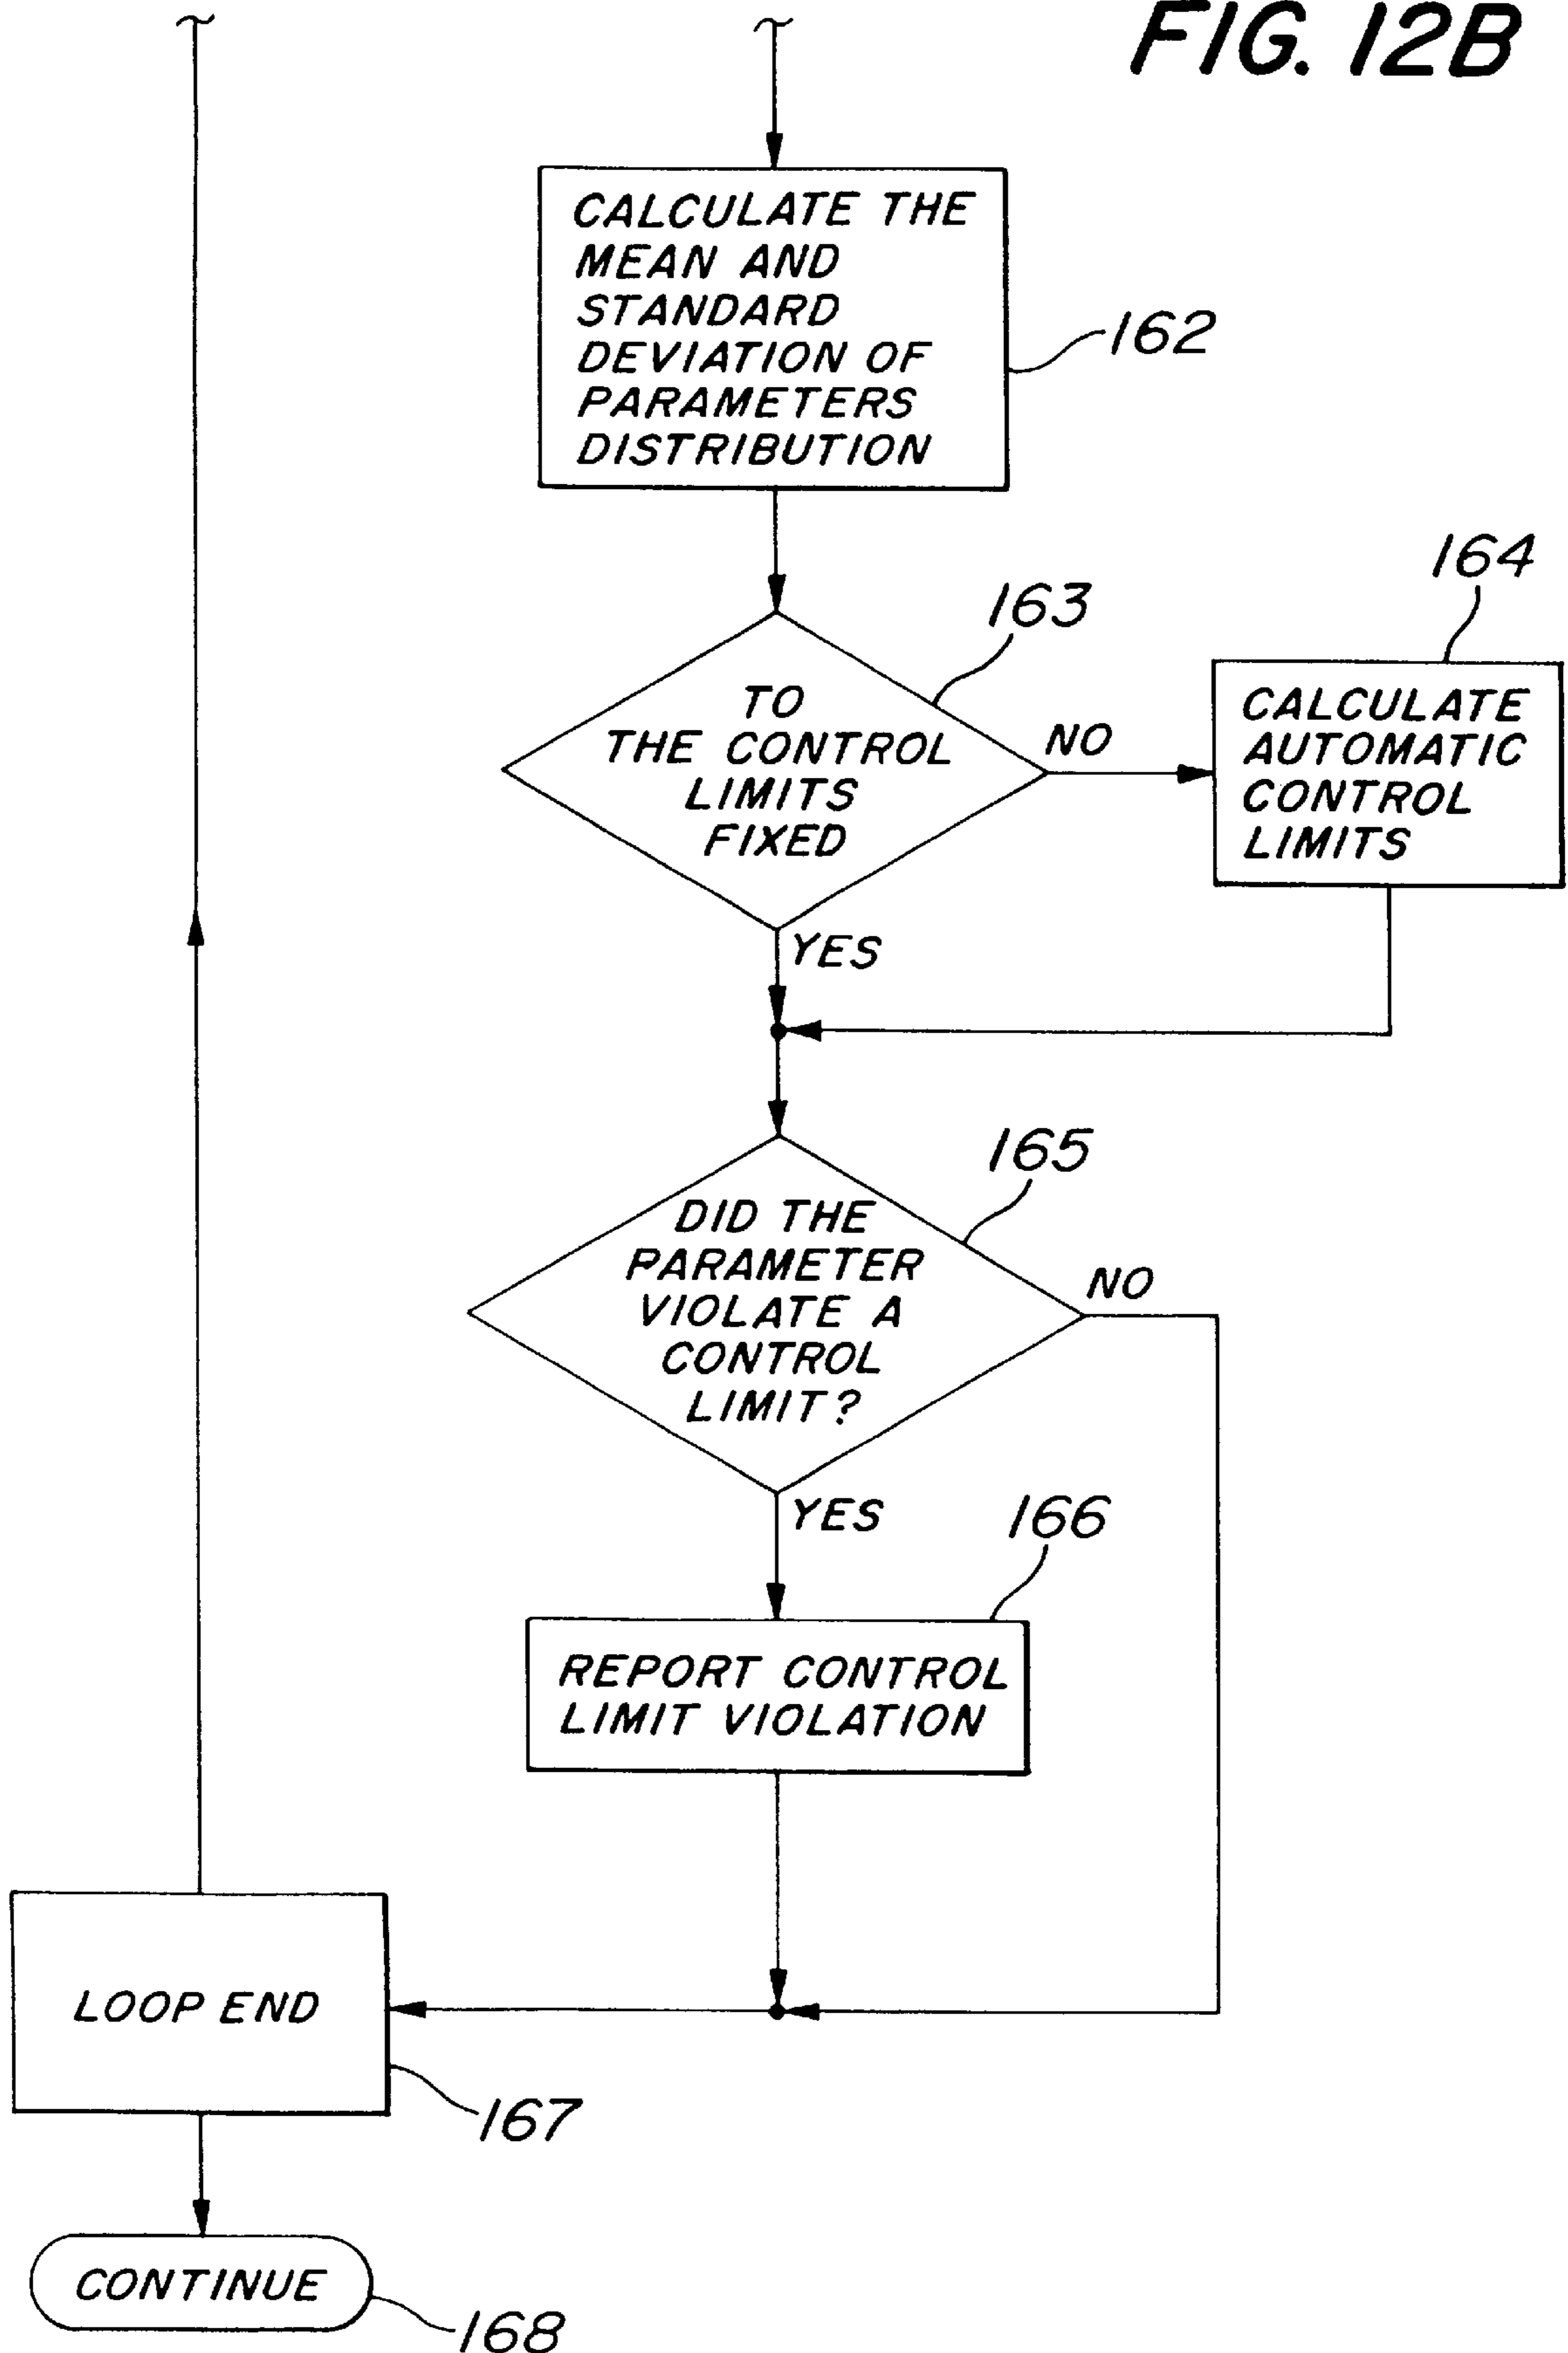 FIG. 12B
CALCULATE THE
MEAN AND
STANDARD
DEVIATION OF
PARAMETERS
DISTRIBUTION
162
163
TO
THE CONTROL
LIMITS
FIXED
NO
164
CALCULATE
AUTOMATIC
CONTROL
LIMITS
YES
165
DID THE
PARAMETER
VIOLATE A
CONTROL
LIMIT?
NO
YES
166
REPORT CONTROL
LIMIT VIOLATION
LOOP END
167
CONTINUE
168